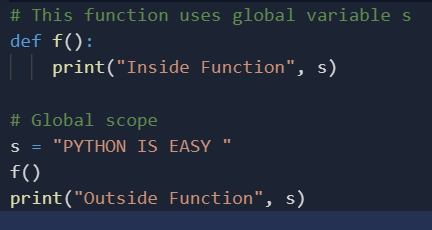 # This function uses global variable s
def f():
        print("Inside Function", s)
# Global scope
s = "PYTHON IS EASY "
f()
print("Outside Function", s)